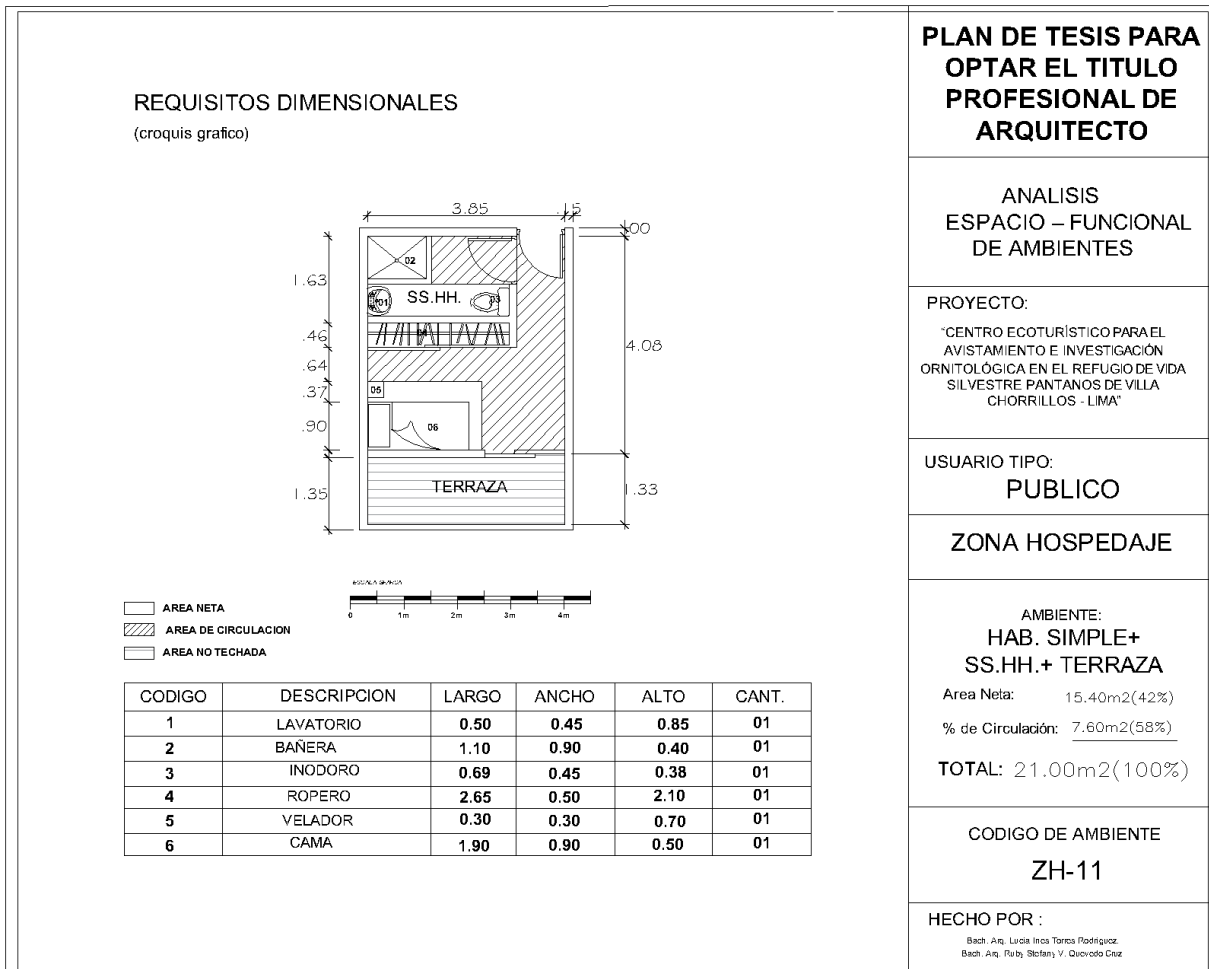 REQUISITOS DIMENSIONALES
(croquis grafico)
3.85
.15
.00
1.63
.46
.64
.37
.90
1.35
4.08
1.33
02
01
SS.HH.
03
04
05
06
TERRAZA
ESCALA GRAFICA
0 1m 2m 3m 4m
AREA NETA
AREA DE CIRCULACION
AREA NO TECHADA
CODIGO DESCRIPCION LARGO ANCHO ALTO CANT.
1 LAVATORIO 0.50 0.45 0.85 01
2 BAÑERA 1.10 0.90 0.40 01
3 INODORO 0.69 0.45 0.38 01
4 ROPERO 2.65 0.50 2.10 01
5 VELADOR 0.30 0.30 0.70 01
6 CAMA 1.90 0.90 0.50 01
PLAN DE TESIS PARA
OPTAR EL TITULO
PROFESIONAL DE
ARQUITECTO
ANALISIS
ESPACIO – FUNCIONAL
DE AMBIENTES
PROYECTO:
“CENTRO ECOTURÍSTICO PARA EL
AVISTAMIENTO E INVESTIGACIÓN
ORNITOLÓGICA EN EL REFUGIO DE VIDA
SILVESTRE PANTANOS DE VILLA
CHORRILLOS - LIMA”
USUARIO TIPO:
PUBLICO
ZONA HOSPEDAJE
AMBIENTE:
HAB. SIMPLE+
SS.HH.+ TERRAZA
Area Neta: 15.40m2(42%)
% de Circulación: 7.60m2(58%)
TOTAL: 21.00m2(100%)
CODIGO DE AMBIENTE
ZH-11
HECHO POR :
Bach. Arq. Lucia Ines Torres Rodriguez
Bach. Arq. Ruby Stefany V. Quevedo Cruz